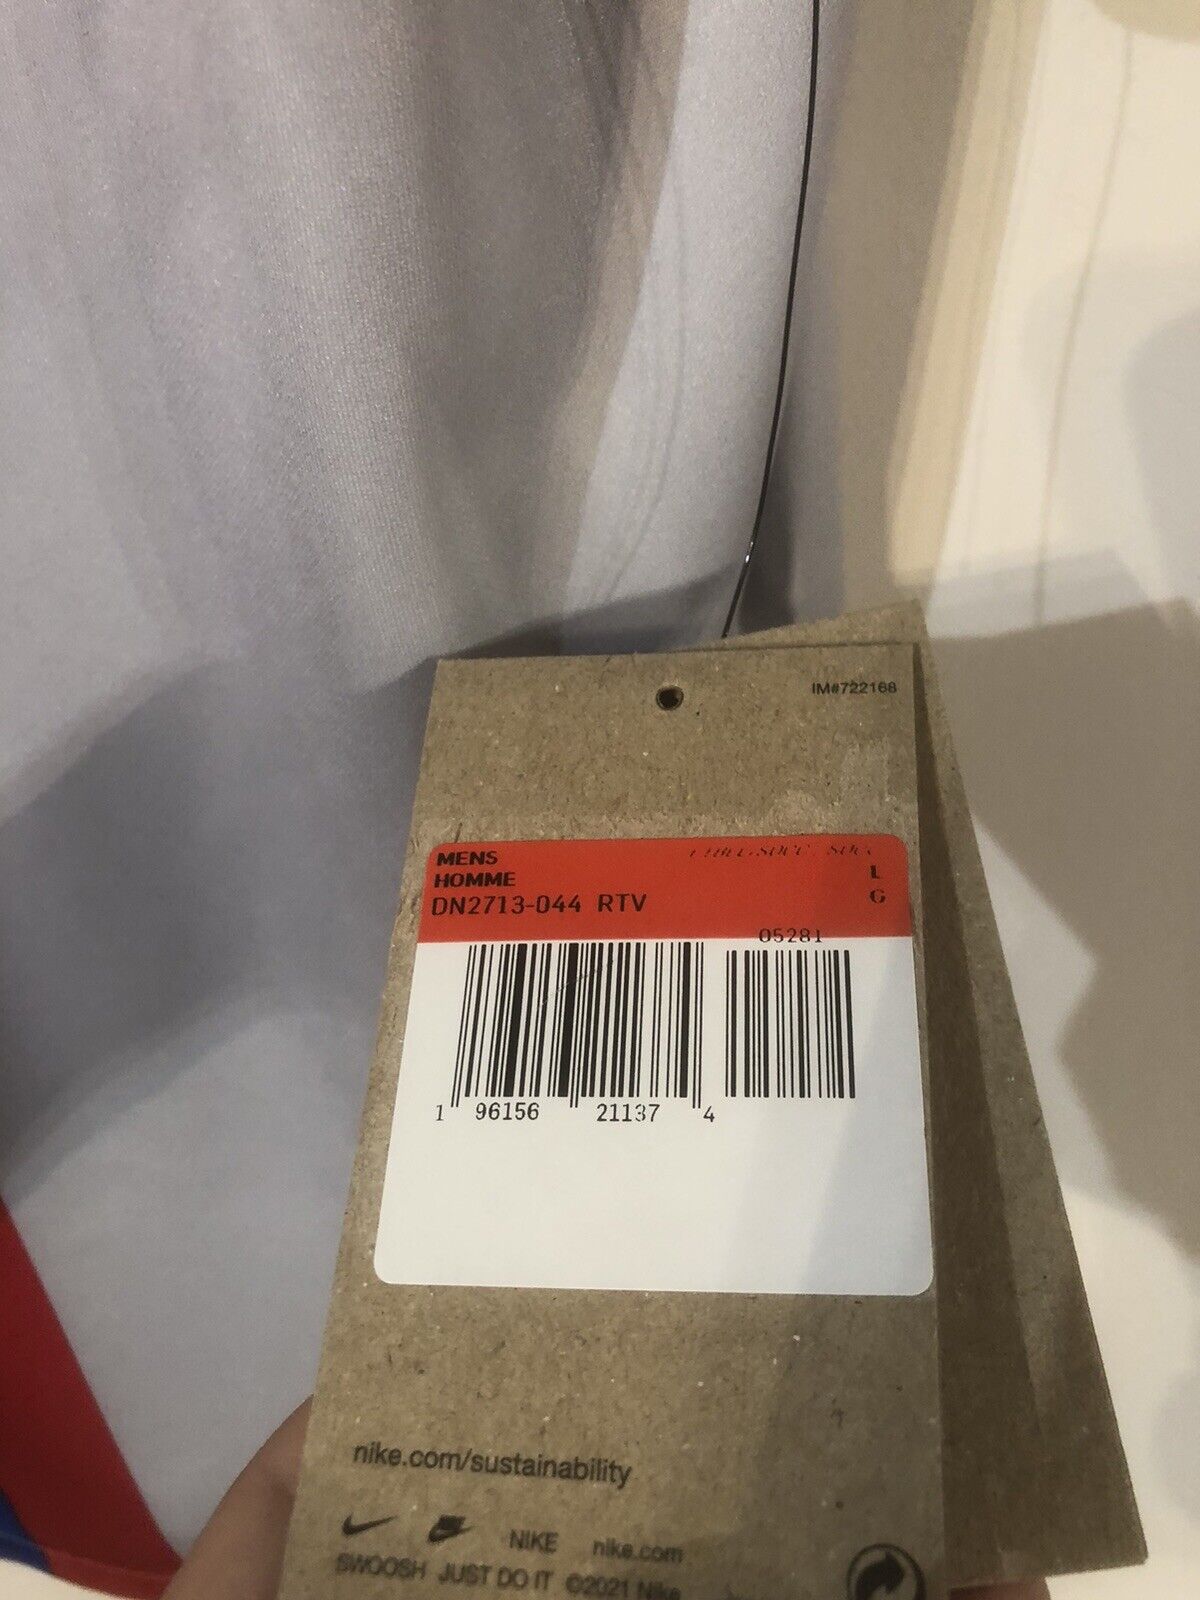 IM#722168
MENS
HOMME
L
DN2713-044 RTV
G
05281
1 96156 21137 4
nike.com/sustainability
NIKE nike.com
SWOOSH JUST DO IT ©2021 Nike